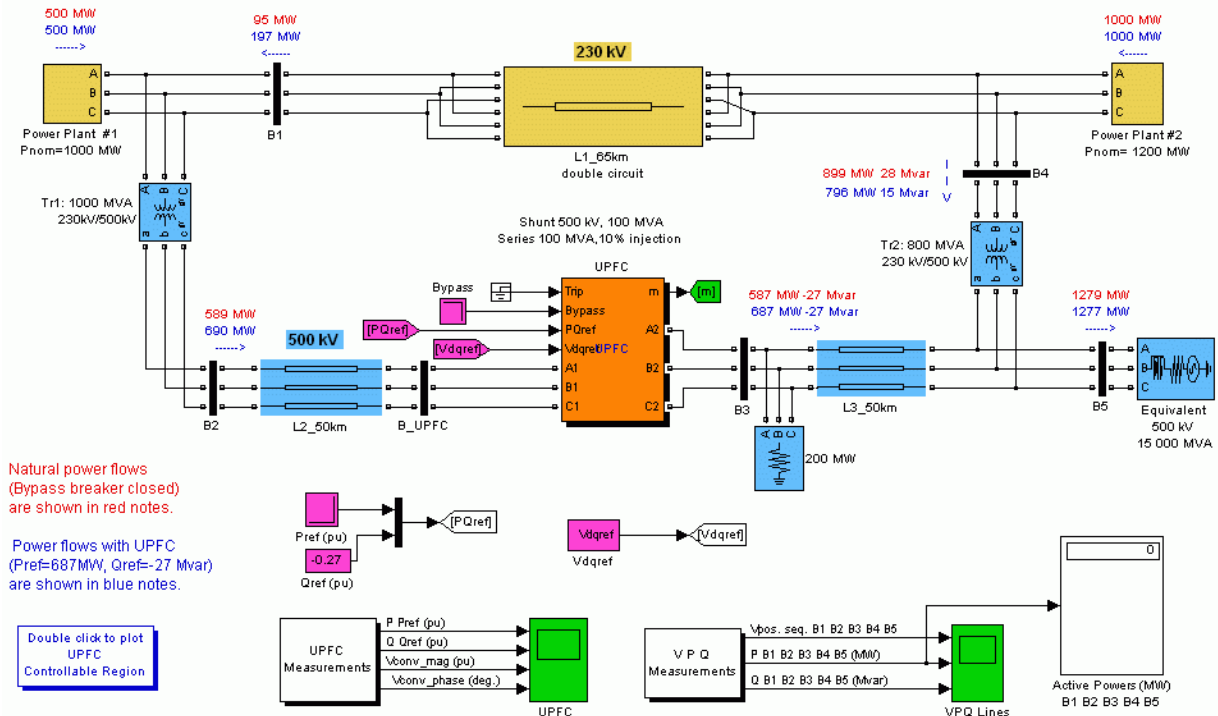 500 MW
500 MW
------>
95 MW
197 MW
<------
230 kV
1000 MW
1000 MW
<------
A
B
C
Power Plant #1
Pnom=1000 MW
B1
L1_65km
double circuit
A
B
C
Power Plant #2
Pnom= 1200 MW
899 MW 28 Mvar
796 MW 15 Mvar
B4
Tr1: 1000 MVA
230kV/500kV
A B C
a b c
Shunt 500 kV, 100 MVA
Series 100 MVA,10% injection
UPFC
Tr2: 800 MVA
230 kV/500 kV
A B C
a b c
589 MW
690 MW
------>
500 kV
Bypass
[PQref]
[Vdqref]
Trip
Bypass
PQref
Vdqref
UPFC
A1
B1
C1
m
A2
B2
C2
[m]
587 MW -27 Mvar
687 MW -27 Mvar
------>
1279 MW
1277 MW
------>
B2
L2_50km
B_UPFC
B3
L3_50km
B5
A
B
C
Equivalent
500 kV
15 000 MVA
A B C
200 MW
Natural power flows
(Bypass breaker closed)
are shown in red notes.
Power flows with UPFC
(Pref=687MW, Qref=-27 Mvar)
are shown in blue notes.
Pref (pu)
-0.27
Qref (pu)
[PQref]
Vdqref
Vdqref
[Vdqref]
0
Active Powers (MW)
B1 B2 B3 B4 B5
Double click to plot
UPFC
Controllable Region
UPFC
Measurements
P Pref (pu)
Q Qref (pu)
Vconv_mag (pu)
Vconv_phase (deg.)
UPFC
V P Q
Measurements
Vpos. seq. B1 B2 B3 B4 B5
P B1 B2 B3 B4 B5 (MW)
Q B1 B2 B3 B4 B5 (Mvar)
VPQ Lines